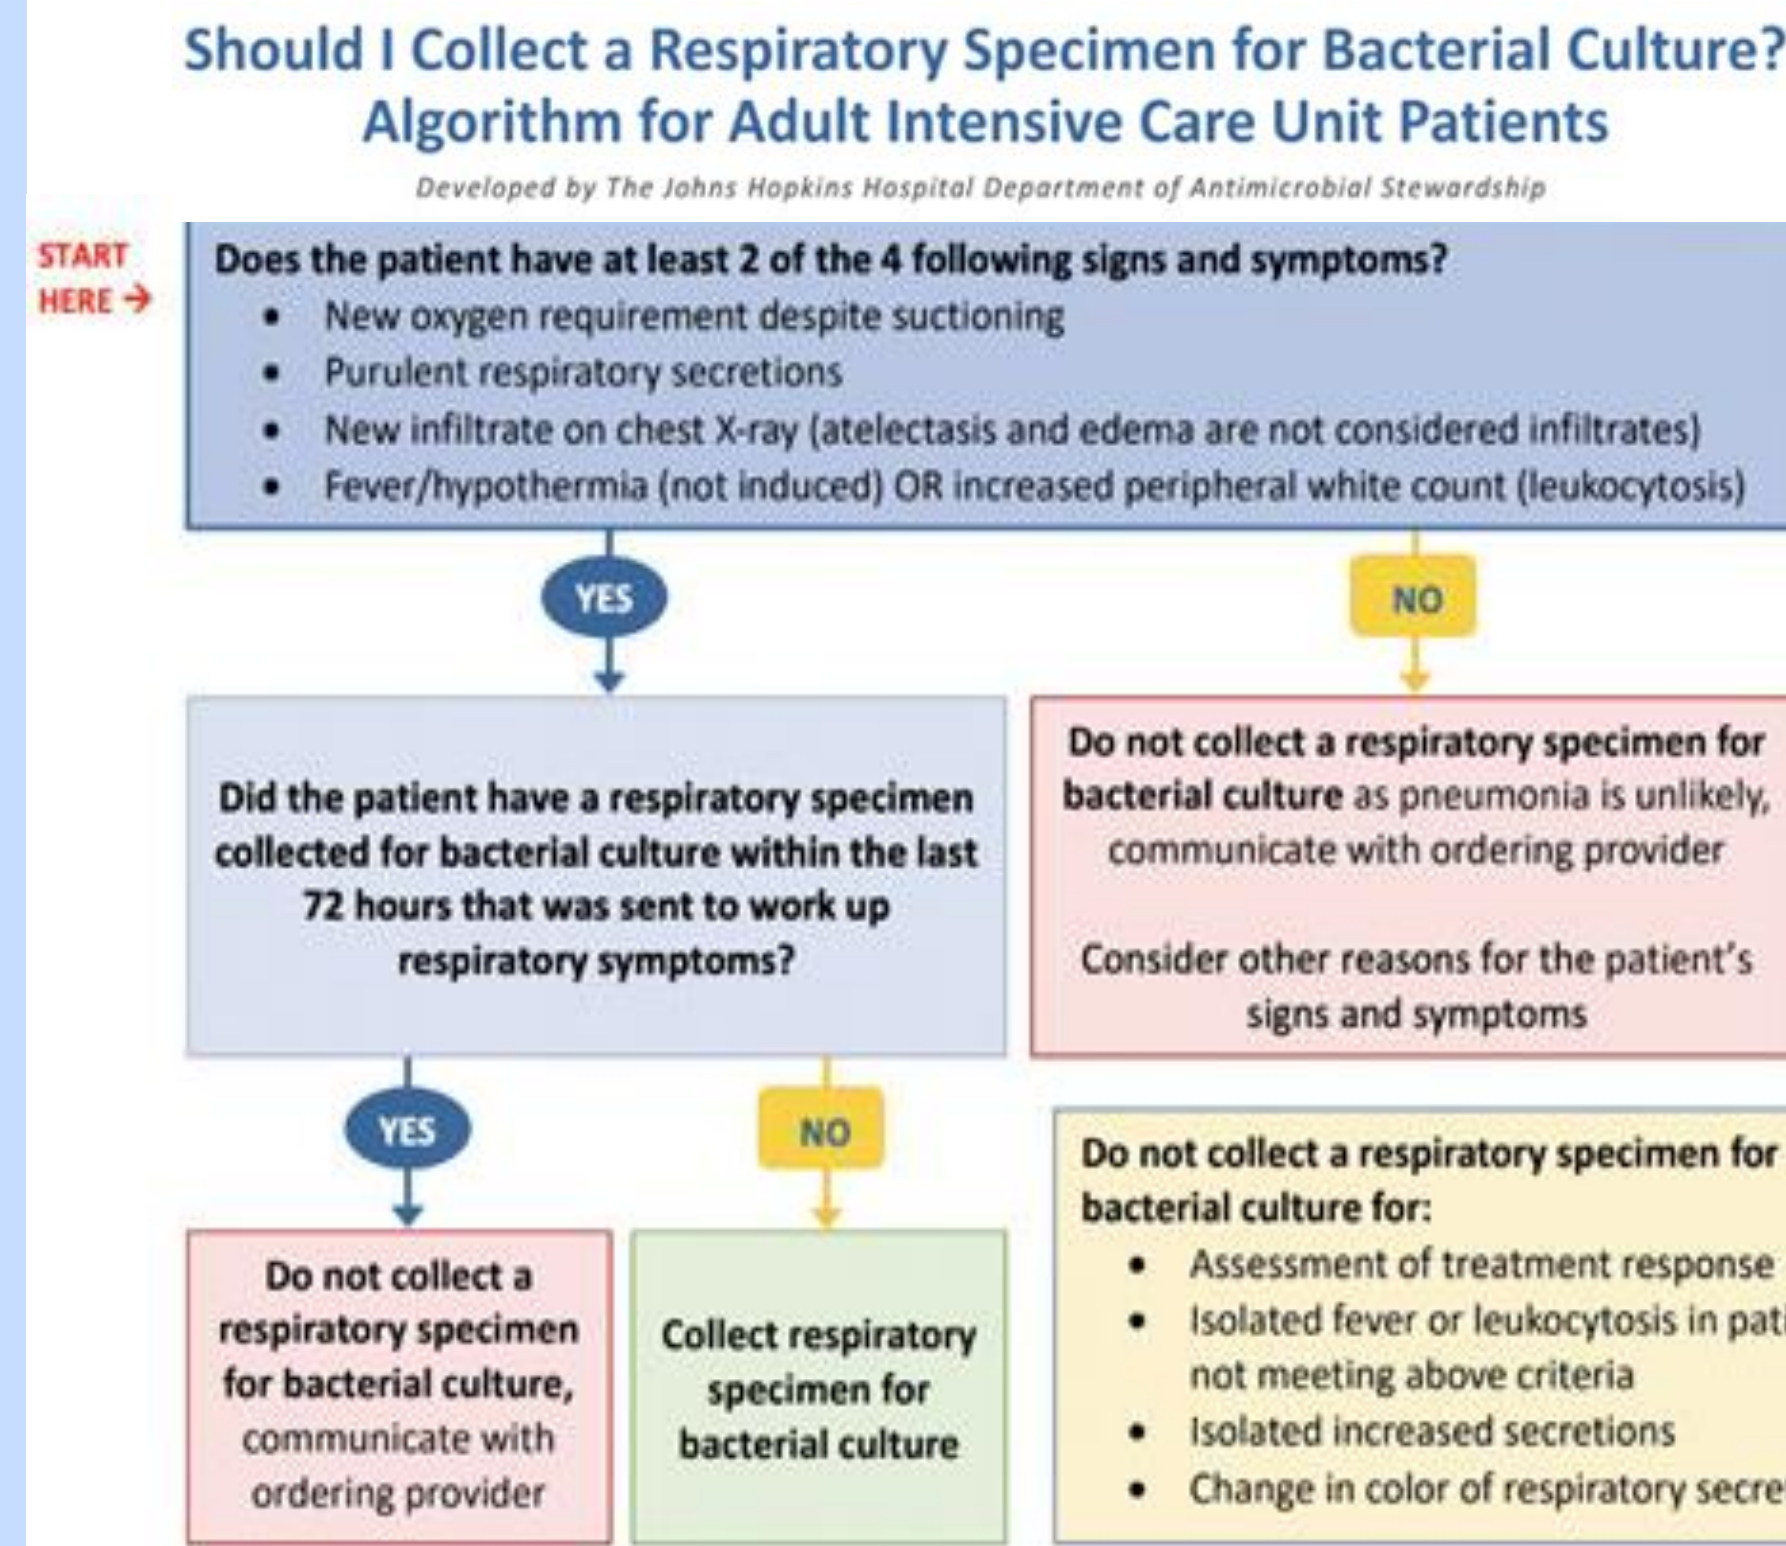 Should I Collect a Respiratory Specimen for Bacterial Culture?
Algorithm for Adult Intensive Care Unit Patients
Developed by The Johns Hopkins Hospital Department of Antimicrobial Stewardship
START
HERE →
Does the patient have at least 2 of the 4 following signs and symptoms?
• New oxygen requirement despite suctioning
• Purulent respiratory secretions
• New infiltrate on chest X-ray (atelectasis and edema are not considered infiltrates)
• Fever/hypothermia (not induced) OR increased peripheral white count (leukocytosis)
YES
NO
Did the patient have a respiratory specimen
collected for bacterial culture within the last
72 hours that was sent to work up
respiratory symptoms?
Do not collect a respiratory specimen for
bacterial culture as pneumonia is unlikely,
communicate with ordering provider
Consider other reasons for the patient's
signs and symptoms
YES
NO
Do not collect a
respiratory specimen
for bacterial culture,
communicate with
ordering provider
Collect respiratory
specimen for
bacterial culture
Do not collect a respiratory specimen for
bacterial culture for:
• Assessment of treatment response
• Isolated fever or leukocytosis in
not meeting above criteria
• Isolated increased secretions
• Change in color of respiratory